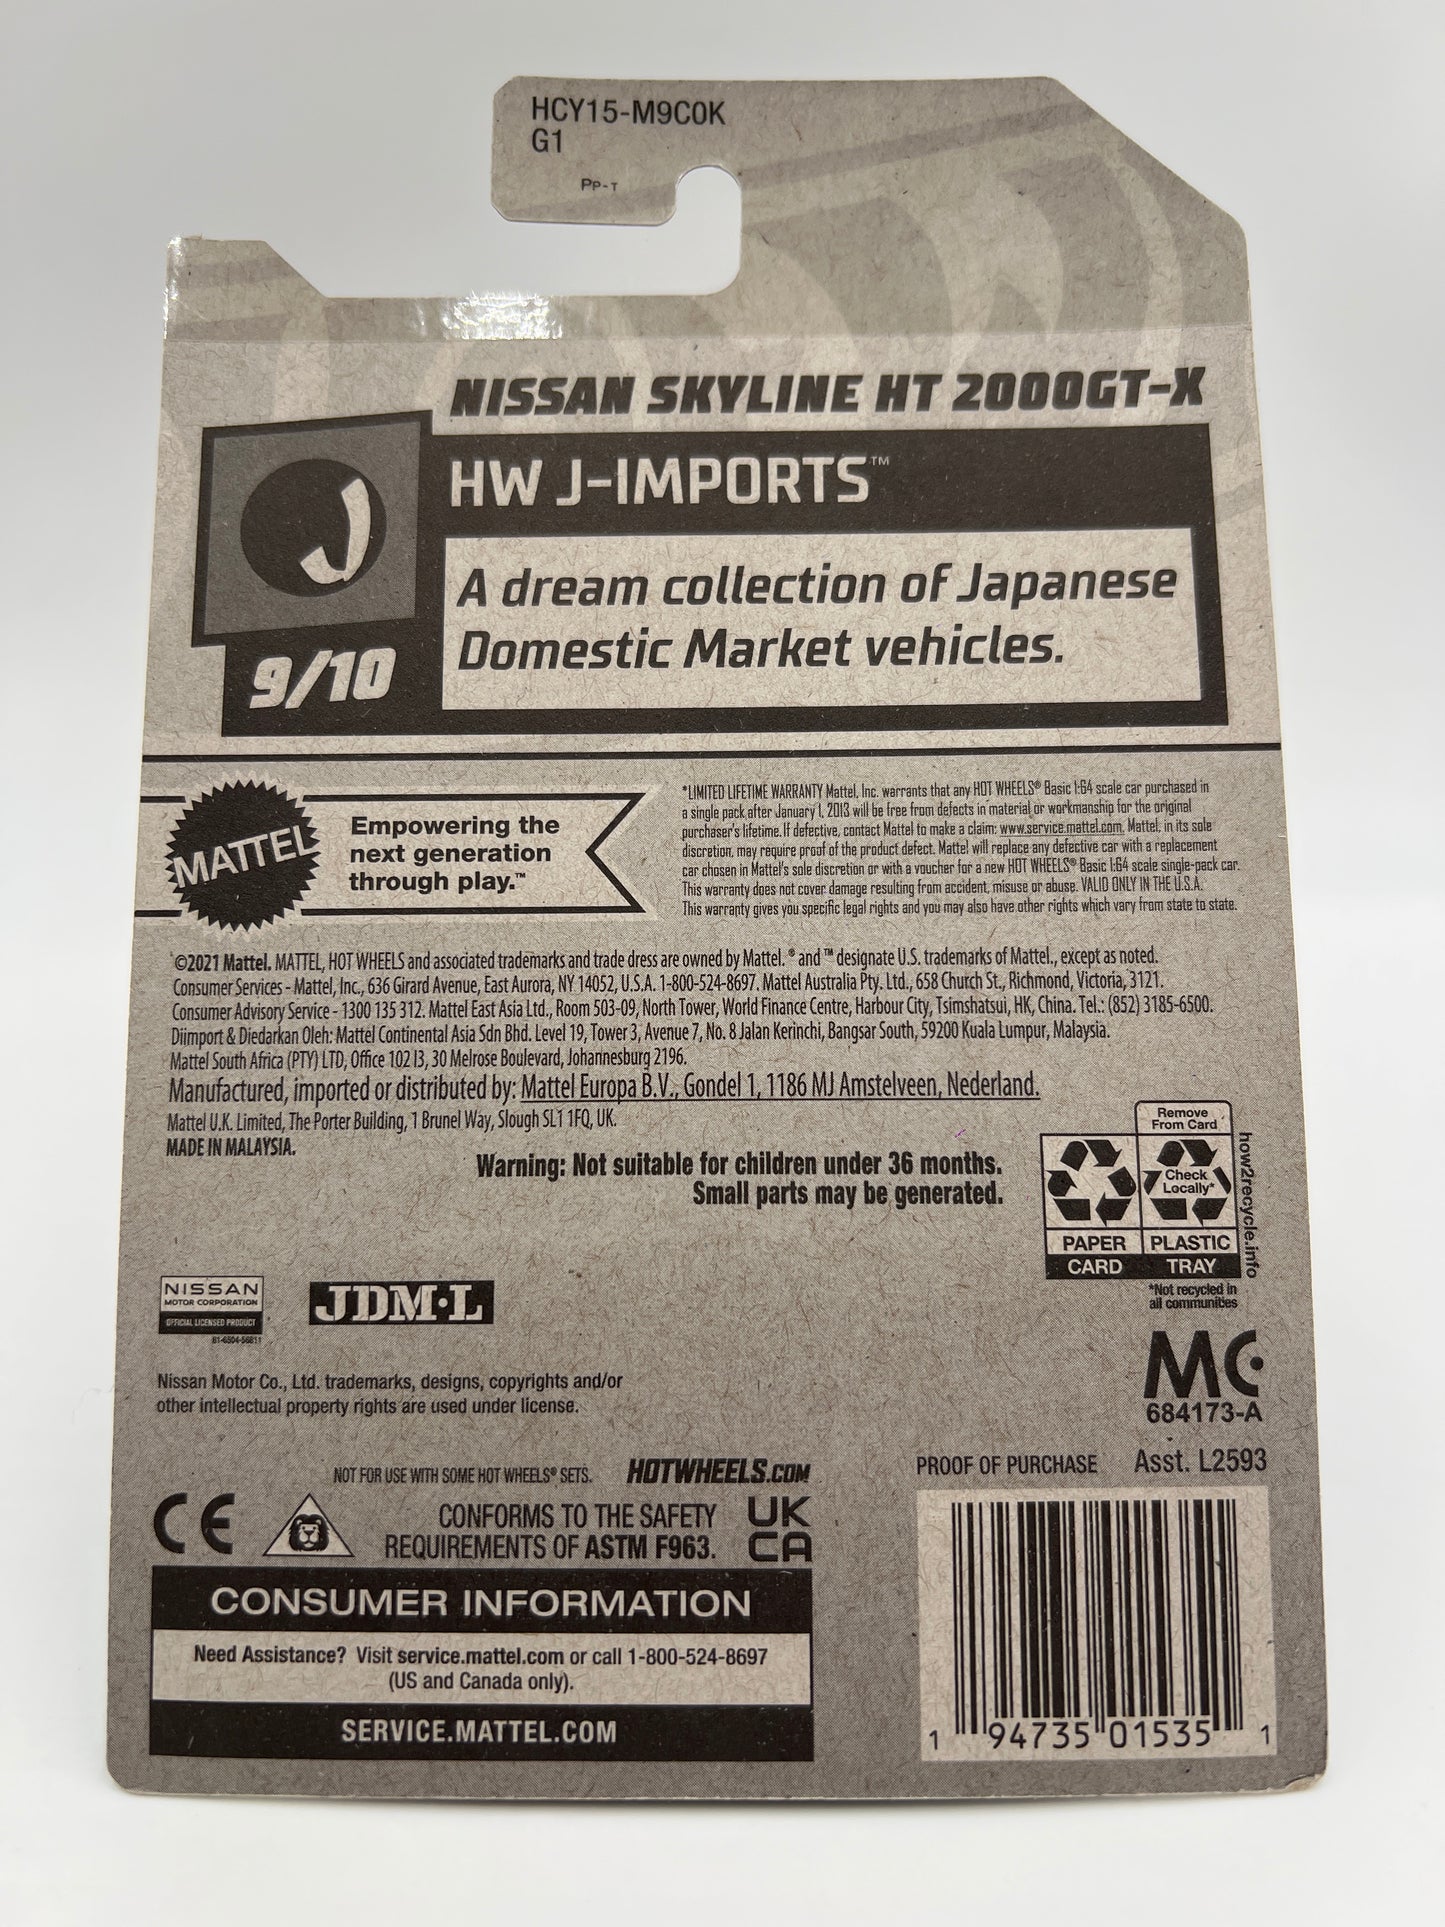 HCY15-M9C0K
G1
PP-T
NISSAN SKYLINE HT 2000GT-X
J
HW J-IMPORTS™
A dream collection of Japanese
Domestic Market vehicles.
9/10
MATTEL
Empowering the
next generation
through play.™
*LIMITED LIFETIME WARRANTY Mattel, Inc. warrants that any HOT WHEELS® Basic 1:64 scale car purchased in
a single pack after January 1, 2013 will be free from defects in material or workmanship for the original
purchaser's lifetime. If defective, contact Mattel to make a claim: www.service.mattel.com. Mattel, in its sole
discretion, may require proof of the product defect. Mattel will replace any defective car with a replacement
car chosen in Mattel's sole discretion or with a voucher for a new HOT WHEELS® Basic 1:64 scale single-pack car.
This warranty does not cover damage resulting from accident, misuse or abuse. VALID ONLY IN THE U.S.A.
This warranty gives you specific legal rights and you may also have other rights which vary from state to state.
©2021 Mattel. MATTEL, HOT WHEELS and associated trademarks and trade dress are owned by Mattel. ® and ™ designate U.S. trademarks of Mattel., except as noted.
Consumer Services - Mattel, Inc., 636 Girard Avenue, East Aurora, NY 14052, U.S.A. 1-800-524-8697. Mattel Australia Pty. Ltd., 658 Church St., Richmond, Victoria, 3121.
Consumer Advisory Service - 1300 135 312. Mattel East Asia Ltd., Room 503-09, North Tower, World Finance Centre, Harbour City, Tsimshatsui, HK, China. Tel.: (852) 3185-6500.
Diimport & Diedarkan Oleh: Mattel Continental Asia Sdn Bhd. Level 19, Tower 3, Avenue 7, No. 8 Jalan Kerinchi, Bangsar South, 59200 Kuala Lumpur, Malaysia.
Mattel South Africa (PTY) LTD, Office 102 I3, 30 Melrose Boulevard, Johannesburg 2196.
Manufactured, imported or distributed by: Mattel Europa B.V., Gondel 1, 1186 MJ Amstelveen, Nederland.
Mattel U.K. Limited, The Porter Building, 1 Brunel Way, Slough SL1 1FQ, UK.
MADE IN MALAYSIA.
Warning: Not suitable for children under 36 months.
Small parts may be generated.
Remove
From Card
Check
Locally*
PAPER
CARD
PLASTIC
TRAY
how2recycle.info
*Not recycled in
all communities
NISSAN
MOTOR CORPORATION
OFFICIAL LICENSED PRODUCT
JDM·L
Nissan Motor Co., Ltd. trademarks, designs, copyrights and/or
other intellectual property rights are used under license.
MC
684173-A
NOT FOR USE WITH SOME HOT WHEELS® SETS.
HOTWHEELS.COM
PROOF OF PURCHASE
Asst. L2593
CE
CONFORMS TO THE SAFETY
REQUIREMENTS OF ASTM F963.
UK
CA
CONSUMER INFORMATION
Need Assistance? Visit service.mattel.com or call 1-800-524-8697
(US and Canada only).
SERVICE.MATTEL.COM
1 94735 01535 1